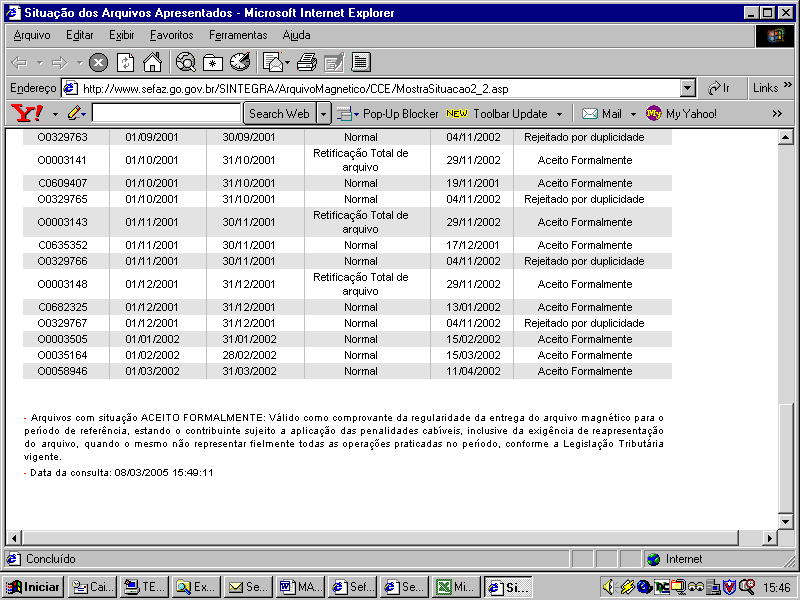 Situação dos Arquivos Apresentados - Microsoft Internet Explorer
Arquivo Editar Exibir Favoritos Ferramentas Ajuda
Endereço http://www.sefaz.go.gov.br/SINTEGRA/ArquivoMagnetico/CCE/MostraSituacao2_2.asp Ir Links »
Y! Search Web Pop-Up Blocker NEW Toolbar Update Mail My Yahoo! »
O0329763 01/09/2001 30/09/2001 Normal 04/11/2002 Rejeitado por duplicidade
O0003141 01/10/2001 31/10/2001 Retificação Total de arquivo 29/11/2002 Aceito Formalmente
C0609407 01/10/2001 31/10/2001 Normal 19/11/2001 Aceito Formalmente
O0329765 01/10/2001 31/10/2001 Normal 04/11/2002 Rejeitado por duplicidade
O0003143 01/11/2001 30/11/2001 Retificação Total de arquivo 29/11/2002 Aceito Formalmente
C0635352 01/11/2001 30/11/2001 Normal 17/12/2001 Aceito Formalmente
O0329766 01/11/2001 30/11/2001 Normal 04/11/2002 Rejeitado por duplicidade
O0003148 01/12/2001 31/12/2001 Retificação Total de arquivo 29/11/2002 Aceito Formalmente
C0682325 01/12/2001 31/12/2001 Normal 13/01/2002 Aceito Formalmente
O0329767 01/12/2001 31/12/2001 Normal 04/11/2002 Rejeitado por duplicidade
O0003505 01/01/2002 31/01/2002 Normal 15/02/2002 Aceito Formalmente
O0035164 01/02/2002 28/02/2002 Normal 15/03/2002 Aceito Formalmente
O0058946 01/03/2002 31/03/2002 Normal 11/04/2002 Aceito Formalmente
- Arquivos com situação ACEITO FORMALMENTE: Válido como comprovante da regularidade da entrega do arquivo magnético para o
período de referência, estando o contribuinte sujeito a aplicação das penalidades cabíveis, inclusive da exigência de reapresentação
do arquivo, quando o mesmo não representar fielmente todas as operações praticadas no período, conforme a Legislação Tributária
vigente.
- Data da consulta: 08/03/2005 15:49:11
Concluído Internet
Iniciar Cai... TE... Ex... Se... MA... Sef... Se... Mi... Si... 15:46